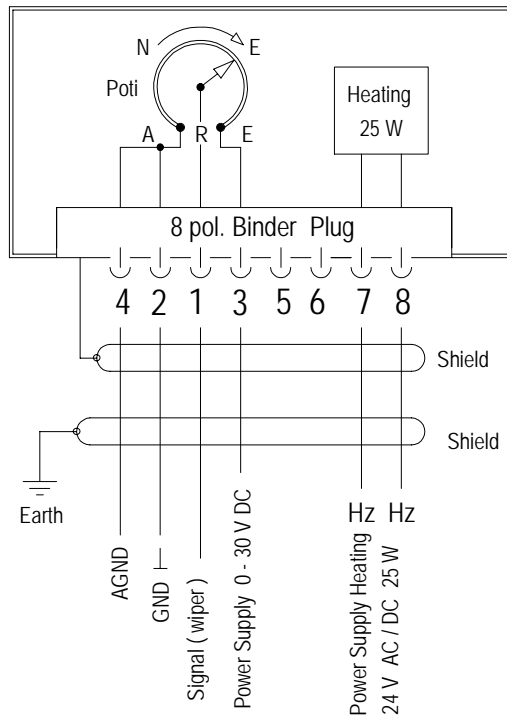 N E
Poti
A R E
Heating
25 W
8 pol. Binder Plug
4 2 1 3 5 6 7 8
Shield
Shield
Earth
Hz Hz
AGND
GND
Signal ( wiper )
Power Supply 0 - 30 V DC
Power Supply Heating
24 V AC / DC 25 W